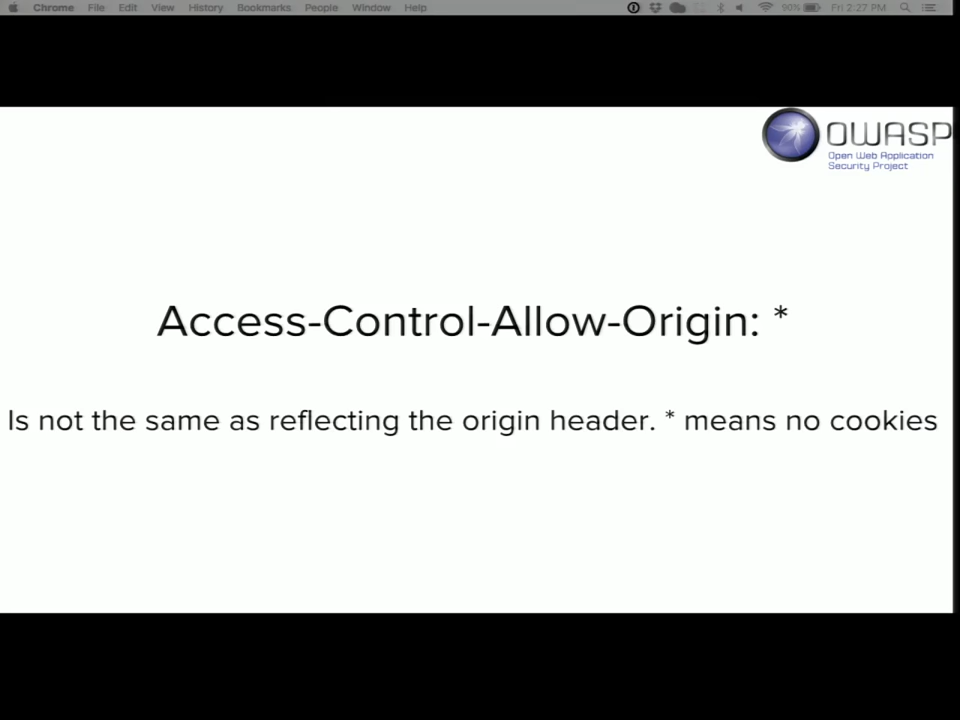 Chrome File Edit View History Bookmarks People Window Help 90% Fri 2:27 PM
OWASP
Open Web Application
Security Project
Access-Control-Allow-Origin: *
Is not the same as reflecting the origin header. * means no cookies